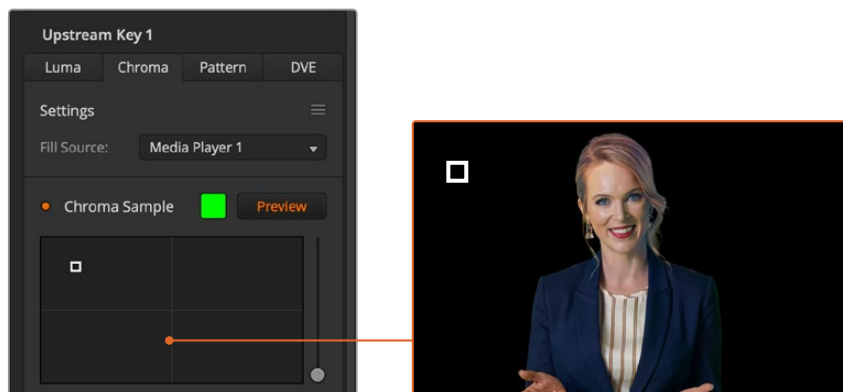 Upstream Key 1
Luma Chroma Pattern DVE
Settings
Fill Source: Media Player 1
Chroma Sample Preview